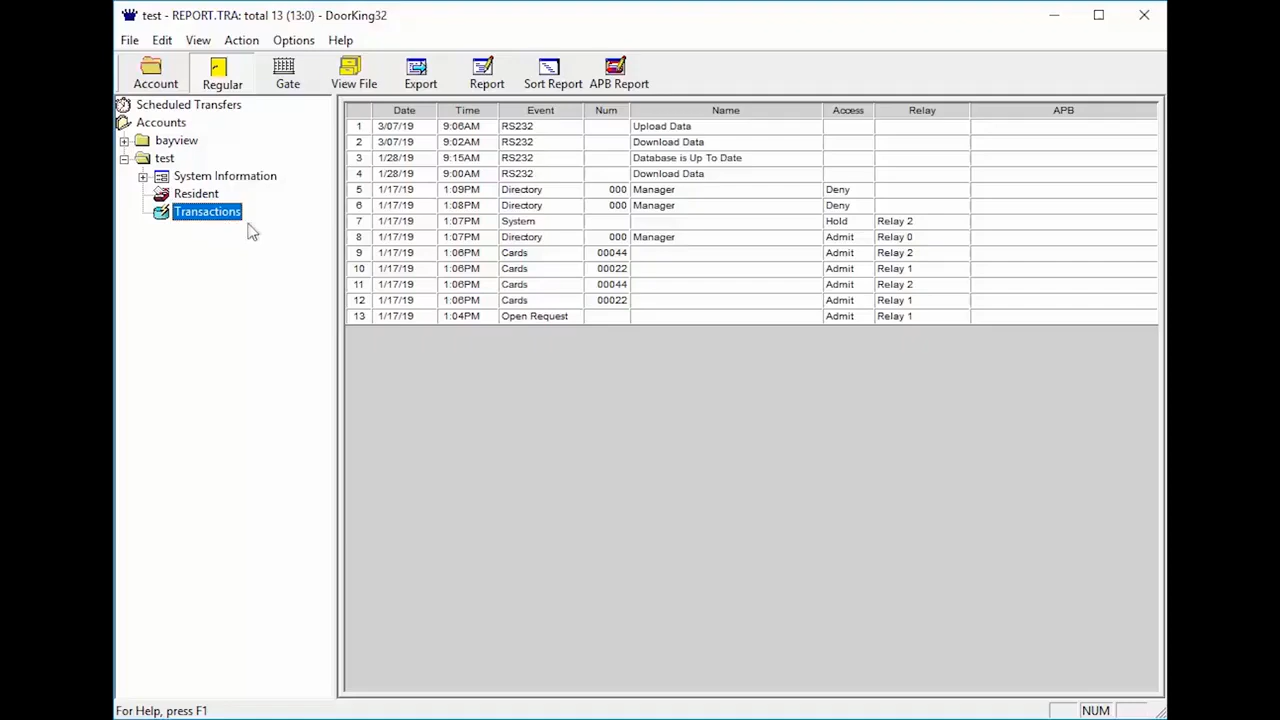 test - REPORT.TRA: total 13 (13:0) - DoorKing32
File Edit View Action Options Help
Account Regular Gate View File Export Report Sort Report APB Report
Scheduled Transfers
Accounts
bayview
test
System Information
Resident
Transactions
Date Time Event Num Name Access Relay APB
1 3/07/19 9:06AM RS232 Upload Data
2 3/07/19 9:02AM RS232 Download Data
3 1/28/19 9:15AM RS232 Database is Up To Date
4 1/28/19 9:00AM RS232 Download Data
5 1/17/19 1:09PM Directory 000 Manager Deny
6 1/17/19 1:08PM Directory 000 Manager Deny
7 1/17/19 1:07PM System Hold Relay 2
8 1/17/19 1:07PM Directory 000 Manager Admit Relay 0
9 1/17/19 1:06PM Cards 00044 Admit Relay 2
10 1/17/19 1:06PM Cards 00022 Admit Relay 1
11 1/17/19 1:06PM Cards 00044 Admit Relay 2
12 1/17/19 1:06PM Cards 00022 Admit Relay 1
13 1/17/19 1:04PM Open Request Admit Relay 1
For Help, press F1
NUM